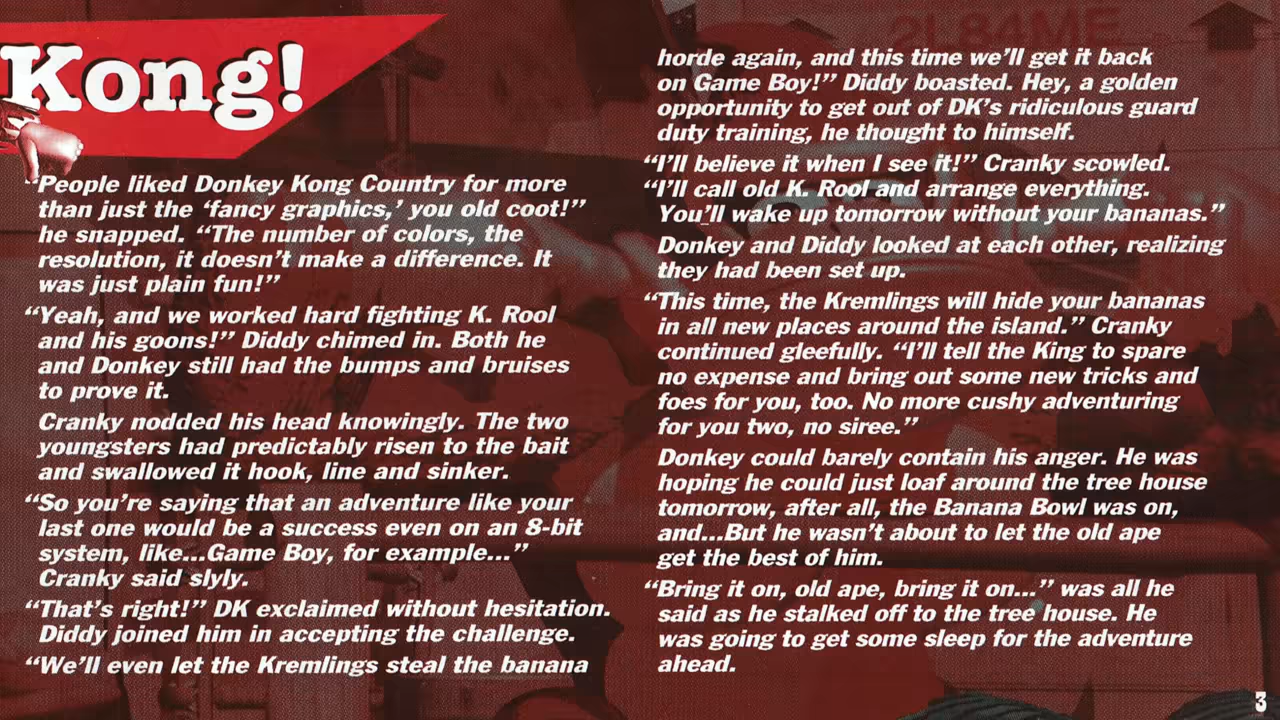 Kong!
2L84ME
“People liked Donkey Kong Country for more
than just the ‘fancy graphics,’ you old coot!”
he snapped. “The number of colors, the
resolution, it doesn’t make a difference. It
was just plain fun!”
“Yeah, and we worked hard fighting K. Rool
and his goons!” Diddy chimed in. Both he
and Donkey still had the bumps and bruises
to prove it.
Cranky nodded his head knowingly. The two
youngsters had predictably risen to the bait
and swallowed it hook, line and sinker.
“So you’re saying that an adventure like your
last one would be a success even on an 8-bit
system, like...Game Boy, for example...”
Cranky said slyly.
“That’s right!” DK exclaimed without hesitation.
Diddy joined him in accepting the challenge.
“We’ll even let the Kremlings steal the banana
horde again, and this time we’ll get it back
on Game Boy!” Diddy boasted. Hey, a golden
opportunity to get out of DK’s ridiculous guard
duty training, he thought to himself.
“I’ll believe it when I see it!” Cranky scowled.
“I’ll call old K. Rool and arrange everything.
You’ll wake up tomorrow without your bananas.”
Donkey and Diddy looked at each other, realizing
they had been set up.
“This time, the Kremlings will hide your bananas
in all new places around the island.” Cranky
continued gleefully. “I’ll tell the King to spare
no expense and bring out some new tricks and
foes for you, too. No more cushy adventuring
for you two, no siree.”
Donkey could barely contain his anger. He was
hoping he could just loaf around the tree house
tomorrow, after all, the Banana Bowl was on,
and...But he wasn’t about to let the old ape
get the best of him.
“Bring it on, old ape, bring it on...” was all he
said as he stalked off to the tree house. He
was going to get some sleep for the adventure
ahead.
3